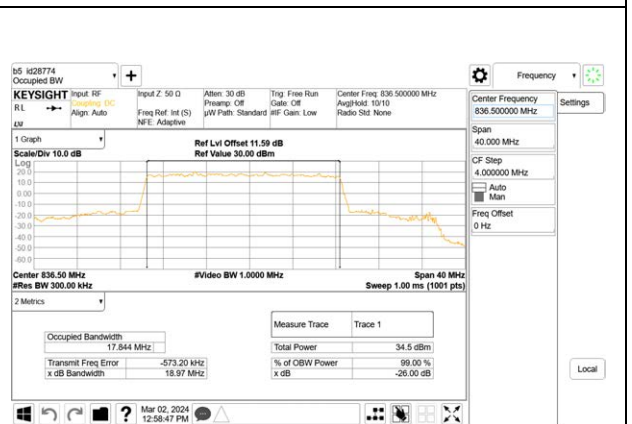 b5 id28774
Occupied BW
Frequency
KEYSIGHT Input: RF Input Z: 50 Ω Atten: 30 dB Trig: Free Run Center Freq: 836.500000 MHz
RL Coupling: DC Preamp: Off Gate: Off Avg|Hold: 10/10
Align: Auto Freq Ref: Int (S) µW Path: Standard #IF Gain: Low Radio Std: None
NFE: Adaptive
Center Frequency
836.500000 MHz
Settings
Span
40.000 MHz
CF Step
4.000000 MHz
Auto
Man
Freq Offset
0 Hz
Local
1 Graph
Ref Lvl Offset 11.59 dB
Scale/Div 10.0 dB Ref Value 30.00 dBm
Log
20.0
10.0
0.00
-10.0
-20.0
-30.0
-40.0
-50.0
-60.0
Center 836.50 MHz #Video BW 1.0000 MHz Span 40 MHz
#Res BW 300.00 kHz Sweep 1.00 ms (1001 pts)
2 Metrics
Measure Trace Trace 1
Occupied Bandwidth
17.844 MHz Total Power 34.5 dBm
Transmit Freq Error -573.20 kHz % of OBW Power 99.00 %
x dB Bandwidth 18.97 MHz x dB -26.00 dB
Mar 02, 2024
12:58:47 PM